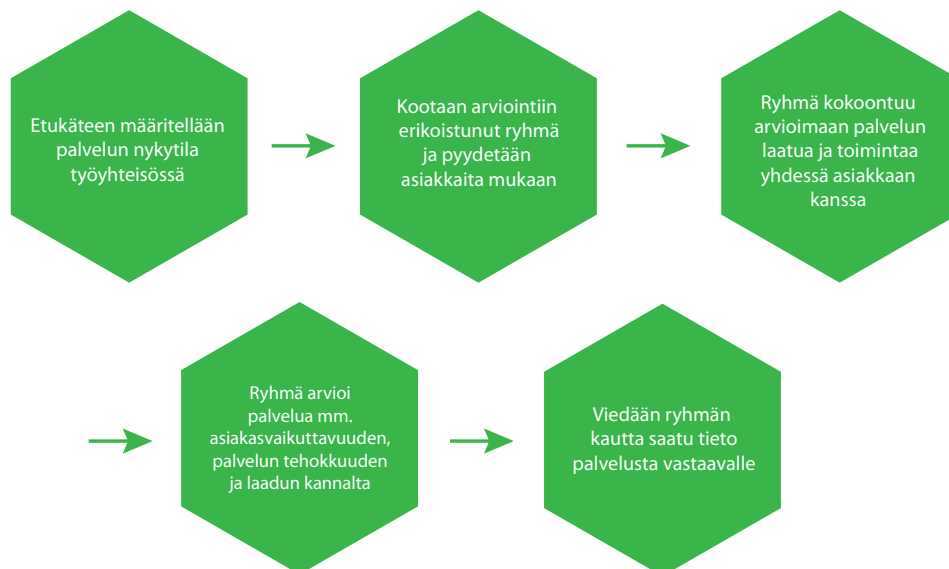 Etukäteen määritellään
palvelun nykytila
työyhteisössä
Kootaan arviointiin
erikoistunut ryhmä
ja pyydetään
asiakkaita mukaan
Ryhmä kokoontuu
arvioimaan palvelun
laatua ja toimintaa
yhdessä asiakkaan
kanssa
Ryhmä arvioi
palvelua mm.
asiakasvaikuttavuuden,
palvelun tehokkuuden
ja laadun kannalta
Viedään ryhmän
kautta saatu tieto
palvelusta vastaavalle